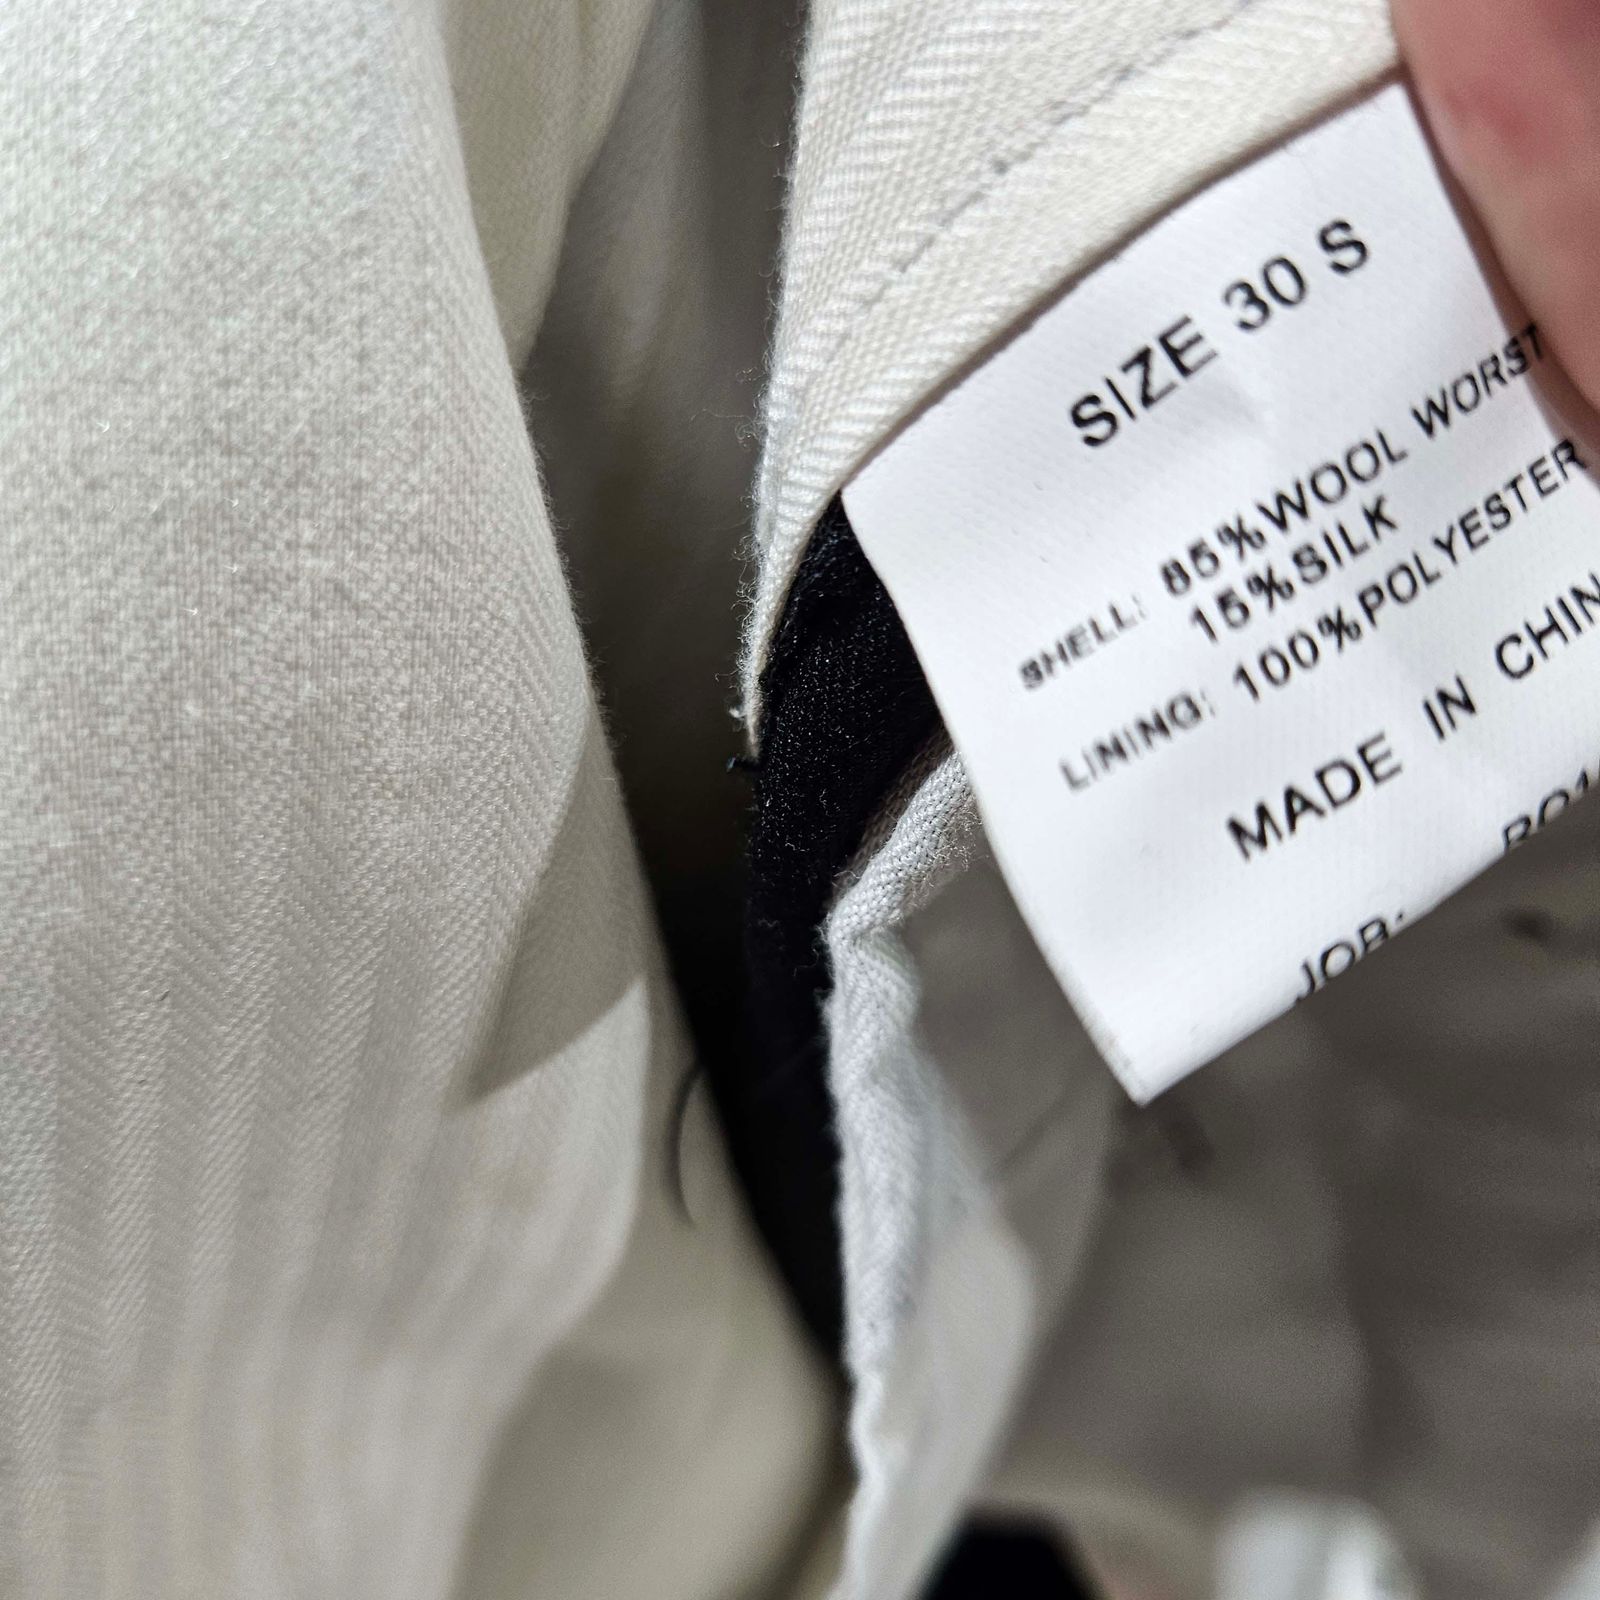 SIZE 30 S
SHELL: 85%WOOL WORST
15%SILK
LINING: 100%POLYESTER
MADE IN CHIN
JOB: